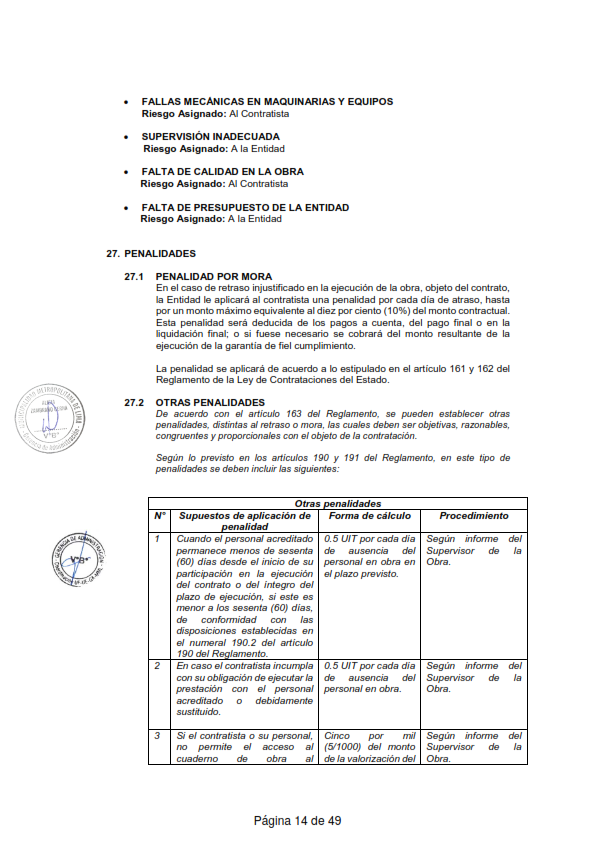 • FALLAS MECÁNICAS EN MAQUINARIAS Y EQUIPOS
Riesgo Asignado: Al Contratista
• SUPERVISIÓN INADECUADA
Riesgo Asignado: A la Entidad
• FALTA DE CALIDAD EN LA OBRA
Riesgo Asignado: Al Contratista
• FALTA DE PRESUPUESTO DE LA ENTIDAD
Riesgo Asignado: A la Entidad
27. PENALIDADES
27.1 PENALIDAD POR MORA
En el caso de retraso injustificado en la ejecución de la obra, objeto del contrato,
la Entidad le aplicará al contratista una penalidad por cada día de atraso, hasta
por un monto máximo equivalente al diez por ciento (10%) del monto contractual.
Esta penalidad será deducida de los pagos a cuenta, del pago final o en la
liquidación final; o si fuese necesario se cobrará del monto resultante de la
ejecución de la garantía de fiel cumplimiento.
La penalidad se aplicará de acuerdo a lo estipulado en el artículo 161 y 162 del
Reglamento de la Ley de Contrataciones del Estado.
27.2 OTRAS PENALIDADES
De acuerdo con el artículo 163 del Reglamento, se pueden establecer otras
penalidades, distintas al retraso o mora, las cuales deben ser objetivas, razonables,
congruentes y proporcionales con el objeto de la contratación.
Según lo previsto en los artículos 190 y 191 del Reglamento, en este tipo de
penalidades se deben incluir las siguientes:
Otras penalidades
N° Supuestos de aplicación de penalidad Forma de cálculo Procedimiento
1 Cuando el personal acreditado
permanece menos de sesenta
(60) días desde el inicio de su
participación en la ejecución
del contrato o del íntegro del
plazo de ejecución, si este es
menor a los sesenta (60) días,
de conformidad con las
disposiciones establecidas en
el numeral 190.2 del artículo
190 del Reglamento.
0.5 UIT por cada día
de ausencia del
personal en obra en
el plazo previsto.
Según informe del
Supervisor de la
Obra.
2 En caso el contratista incumpla
con su obligación de ejecutar la
prestación con el personal
acreditado o debidamente
sustituido.
0.5 UIT por cada día
de ausencia del
personal en obra.
Según informe del
Supervisor de la
Obra.
3 Si el contratista o su personal,
no permite el acceso al
cuaderno de obra al
Cinco por mil
(5/1000) del monto
de la valorización del
Según informe del
Supervisor de la
Obra.
V°B°
GERENCIA DE ADMINISTRACIÓN
V°B°
Página 14 de 49